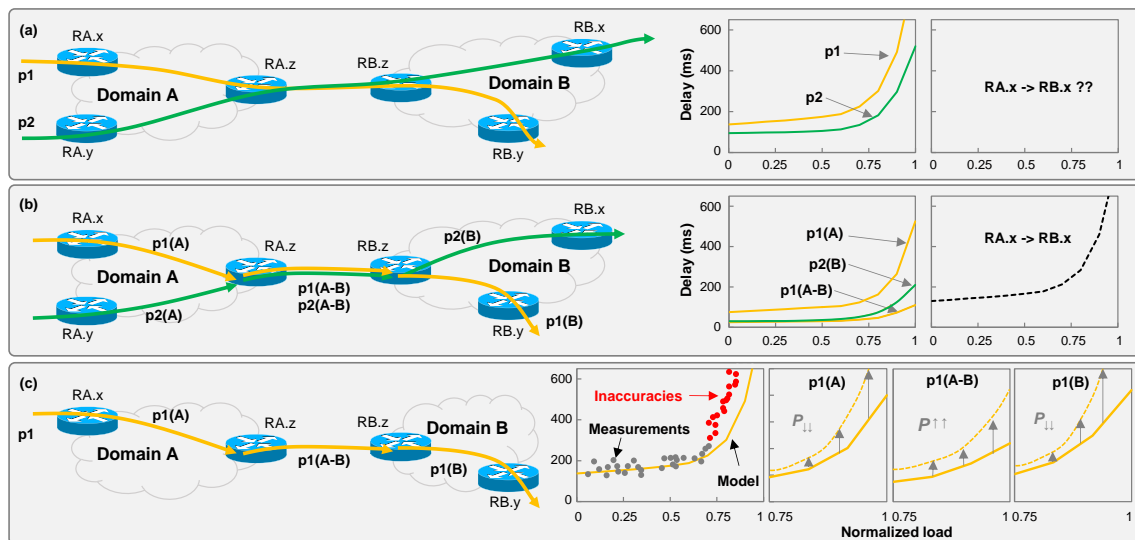 (a)
RA.x
RB.x
RA.z
RB.z
p1
Domain A
Domain B
p2
RA.y
RB.y
Delay (ms)
600
400
200
0
p1
p2
0 0.25 0.5 0.75 1
RA.x -> RB.x ??
0 0.25 0.5 0.75 1
(b)
RA.x
RB.x
p1(A)
RA.z
RB.z
p2(B)
Domain A
Domain B
p1(A-B)
p2(A-B)
p2(A)
p1(B)
RA.y
RB.y
Delay (ms)
600
400
200
0
p1(A)
p2(B)
p1(A-B)
0 0.25 0.5 0.75 1
RA.x -> RB.x
0 0.25 0.5 0.75 1
(c)
RA.x
p1(A)
p1
RA.z
RB.z
Domain B
Domain A
p1(A-B)
p1(B)
RB.y
600
400
200
0
Inaccuracies
Measurements
Model
0 0.25 0.5 0.75 1
p1(A)
P↓↓
0.75 1
p1(A-B)
P↑↑
0.75 1
p1(B)
P↓↓
0.75 1
Normalized load